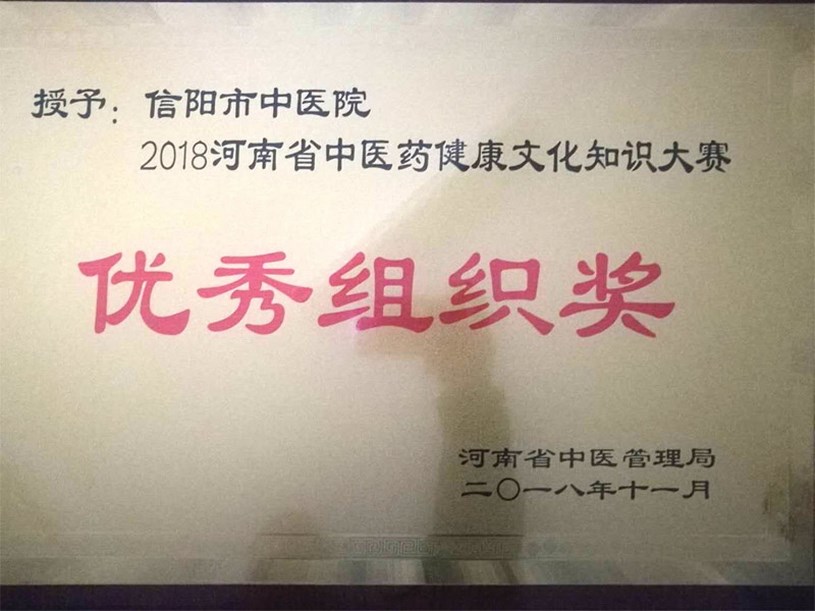 授予：信阳市中医院
2018河南省中医药健康文化知识大赛
优秀组织奖
河南省中医管理局
二〇一八年十一月